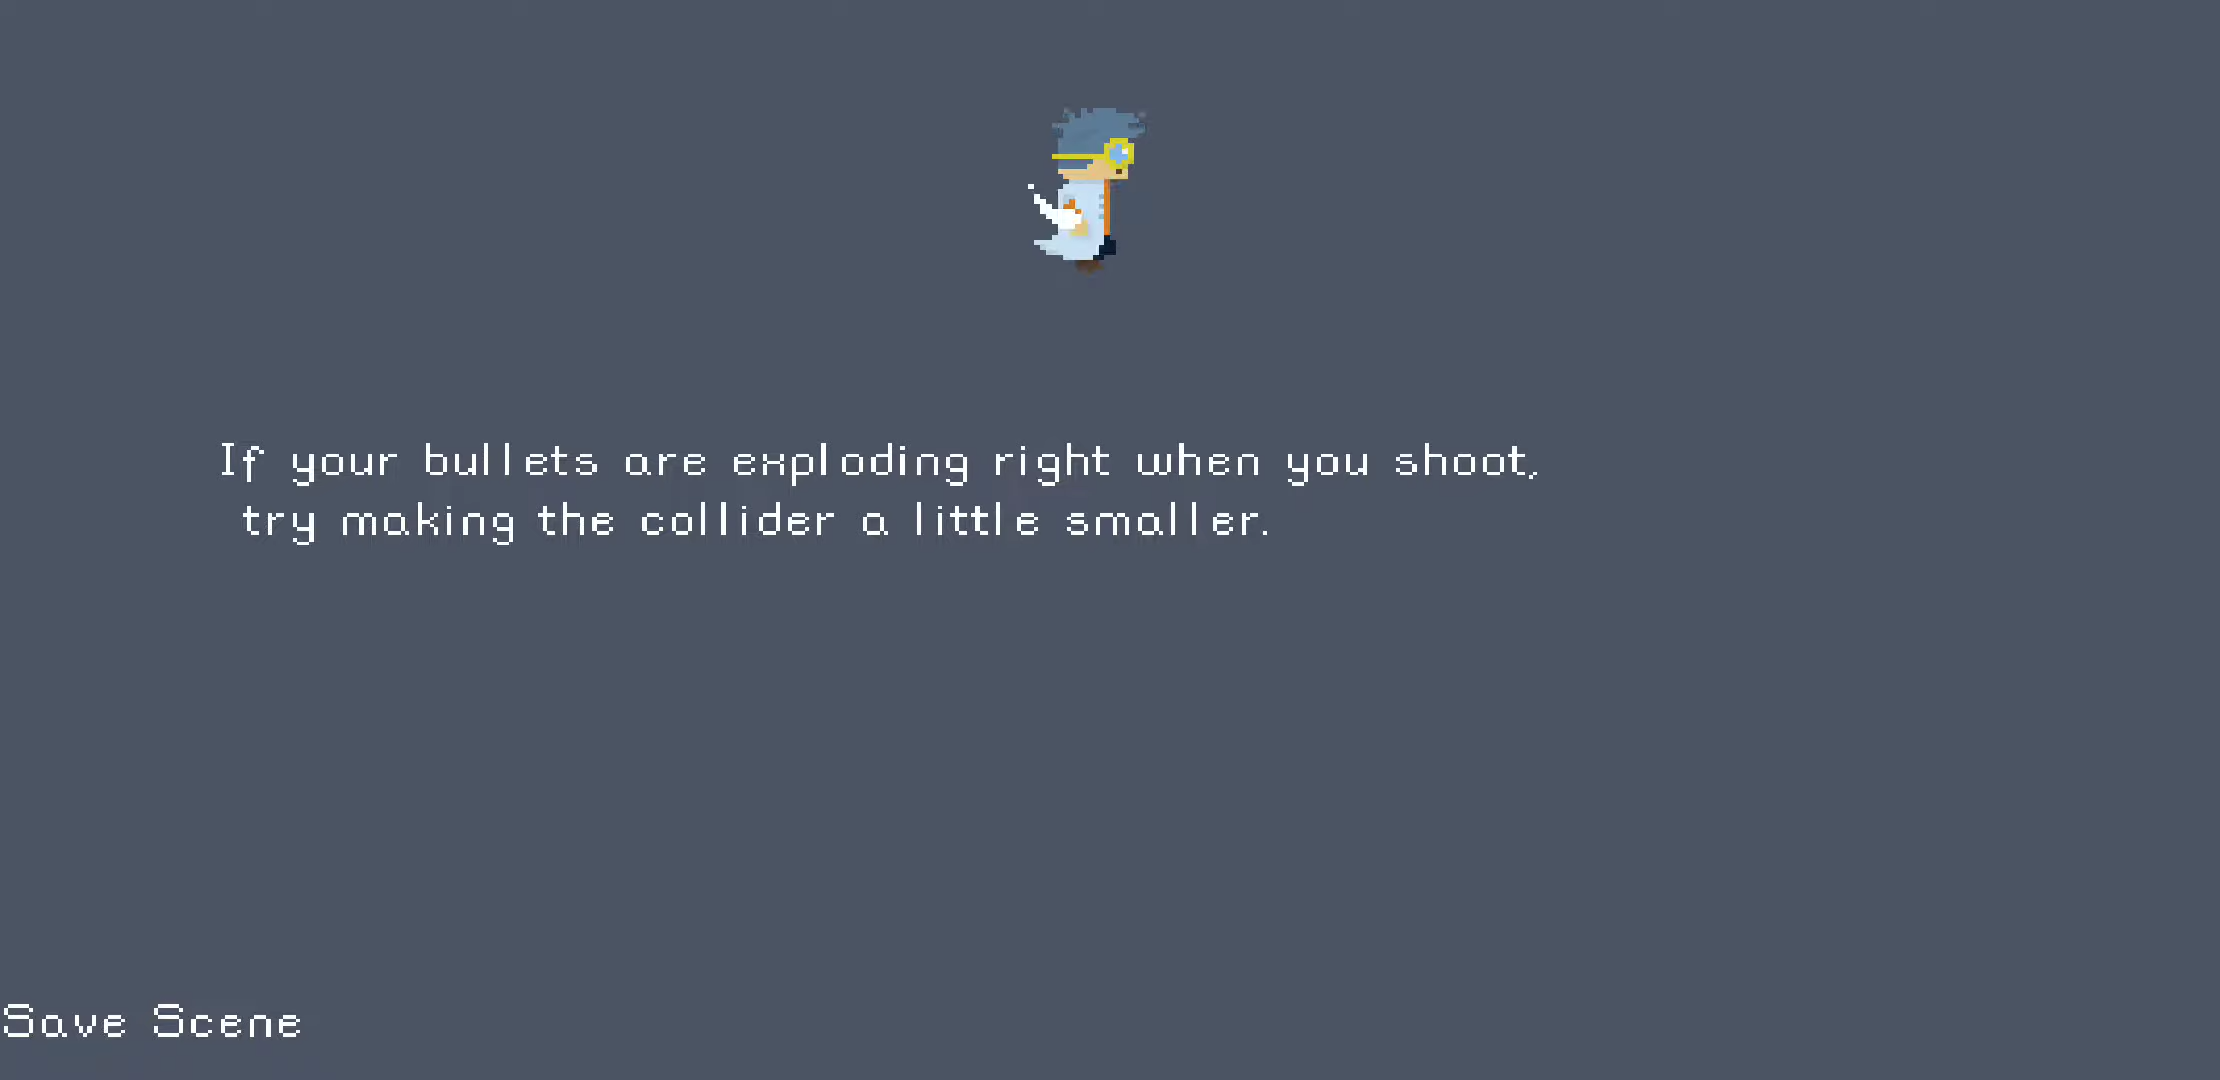 If your bullets are exploding right when you shoot,
try making the collider a little smaller.
Save Scene